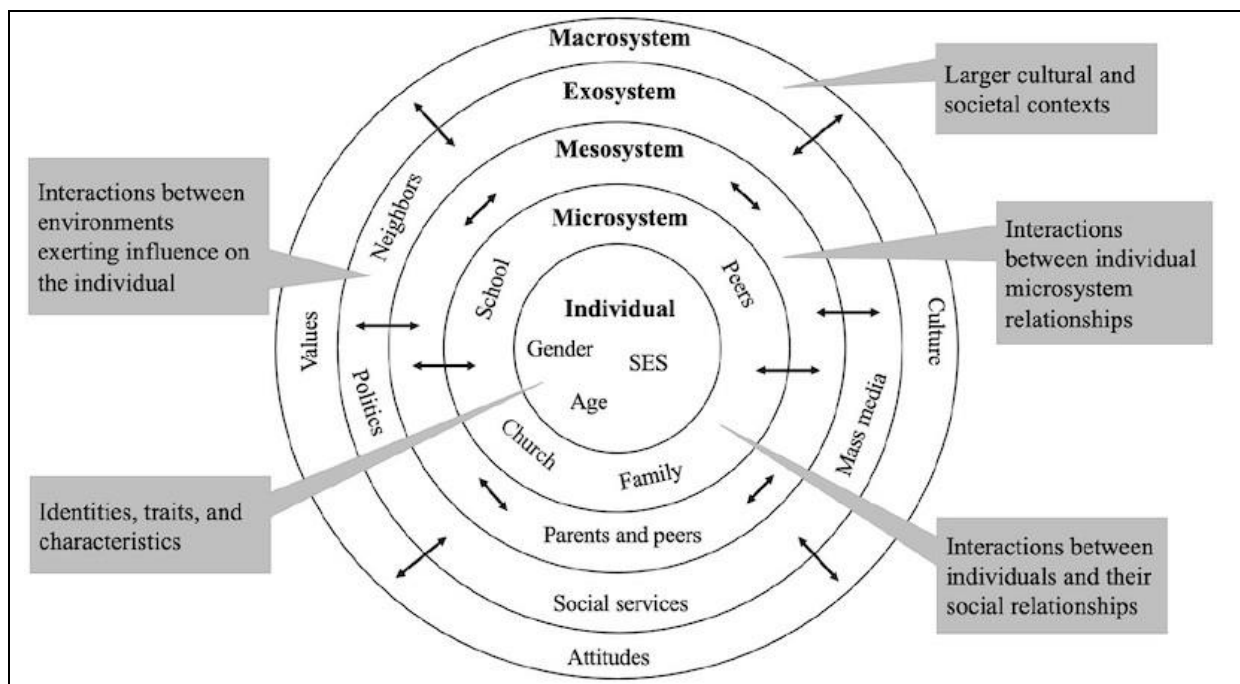 Macrosystem
Larger cultural and
societal contexts
Exosystem
Mesosystem
Interactions between
environments
exerting influence on
the individual
Neighbors
Microsystem
Interactions
between individual
microsystem
relationships
School
Peers
Individual
Gender
SES
Age
Values
Culture
Politics
Mass media
Church
Family
Identities, traits, and
characteristics
Parents and peers
Interactions between
individuals and their
social relationships
Social services
Attitudes